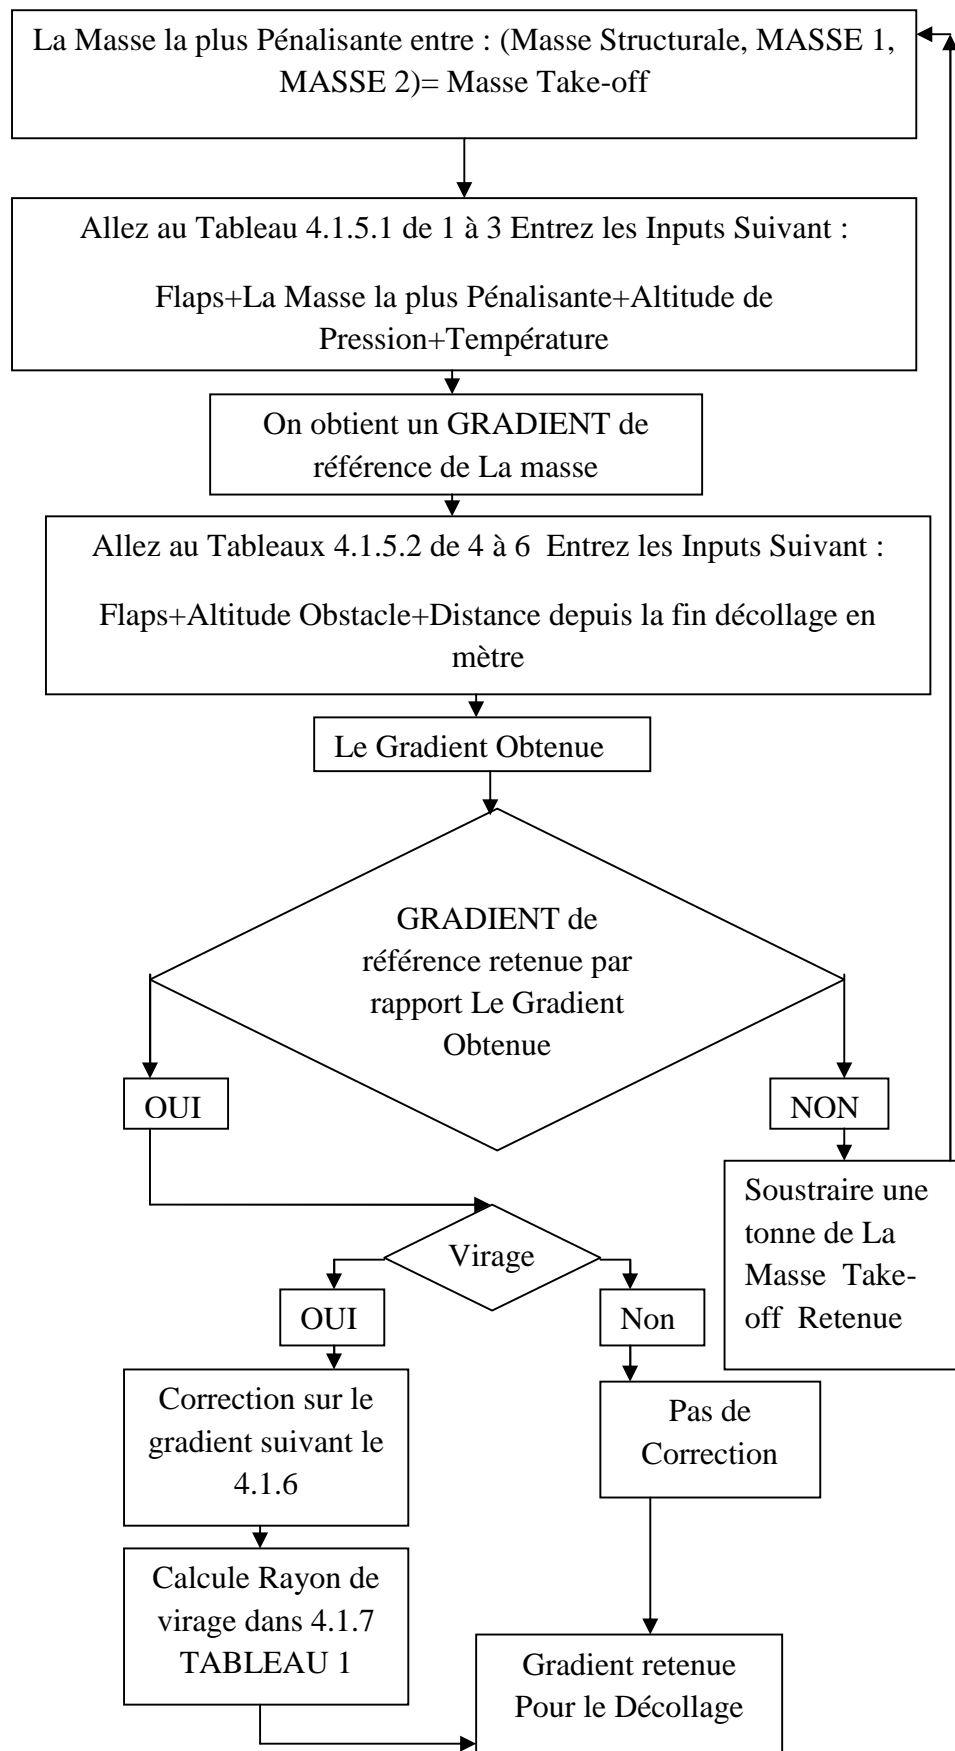 La Masse la plus Pénalisante entre : (Masse Structurale, MASSE 1,
MASSE 2)= Masse Take-off
Allez au Tableau 4.1.5.1 de 1 à 3 Entrez les Inputs Suivant :
Flaps+La Masse la plus Pénalisante+Altitude de
Pression+Température
On obtient un GRADIENT de
référence de La masse
Allez au Tableaux 4.1.5.2 de 4 à 6 Entrez les Inputs Suivant :
Flaps+Altitude Obstacle+Distance depuis la fin décollage en
mètre
Le Gradient Obtenue
GRADIENT de
référence retenue par
rapport Le Gradient
Obtenue
OUI
NON
Soustraire une
tonne de La
Masse Take-
off Retenue
Virage
OUI
Non
Correction sur le
gradient suivant le
4.1.6
Pas de
Correction
Calcule Rayon de
virage dans 4.1.7
TABLEAU 1
Gradient retenue
Pour le Décollage